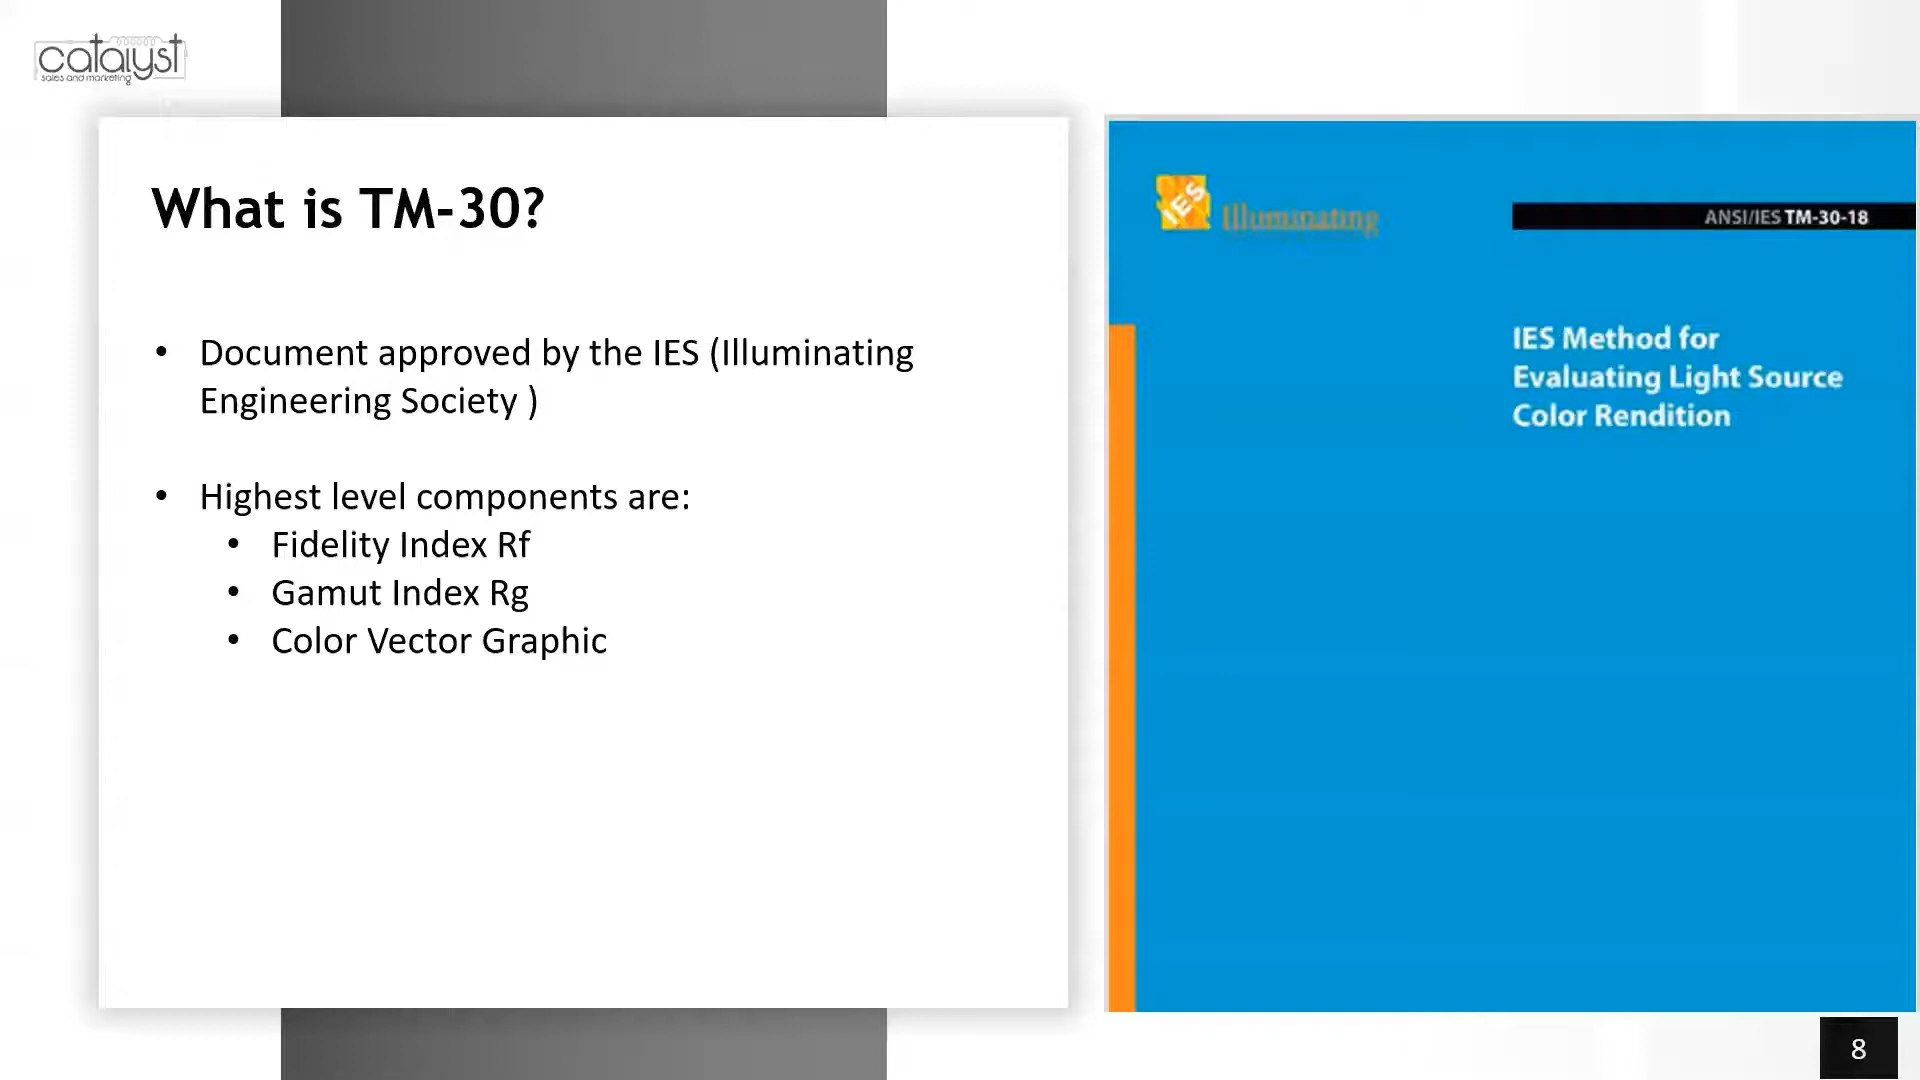 catalyst
sales and marketing
What is TM-30?
• Document approved by the IES (Illuminating
Engineering Society )
• Highest level components are:
• Fidelity Index Rf
• Gamut Index Rg
• Color Vector Graphic
IES
Illuminating
ANSI/IES TM-30-18
IES Method for
Evaluating Light Source
Color Rendition
8